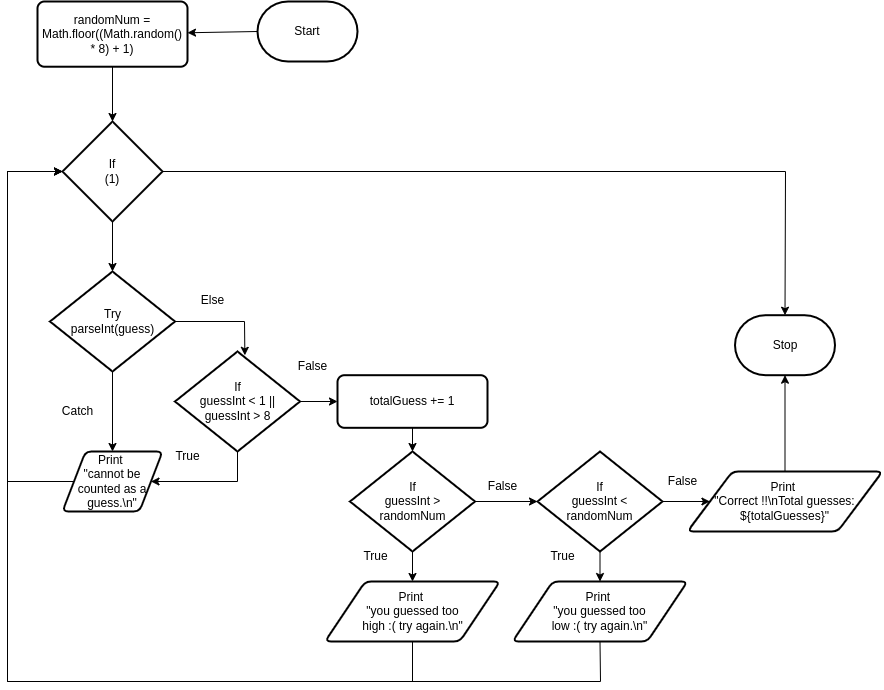 randomNum =
Math.floor((Math.random()
* 8) + 1)
Start
If
(1)
Try
parseInt(guess)
Else
Catch
If
guessInt < 1 ||
guessInt > 8
False
True
Print
"cannot be
counted as a
guess.\n"
totalGuess += 1
If
guessInt >
randomNum
False
True
If
guessInt <
randomNum
False
True
Print
"Correct !!\nTotal guesses:
${totalGuesses}"
Stop
Print
"you guessed too
high :( try again.\n"
Print
"you guessed too
low :( try again.\n"